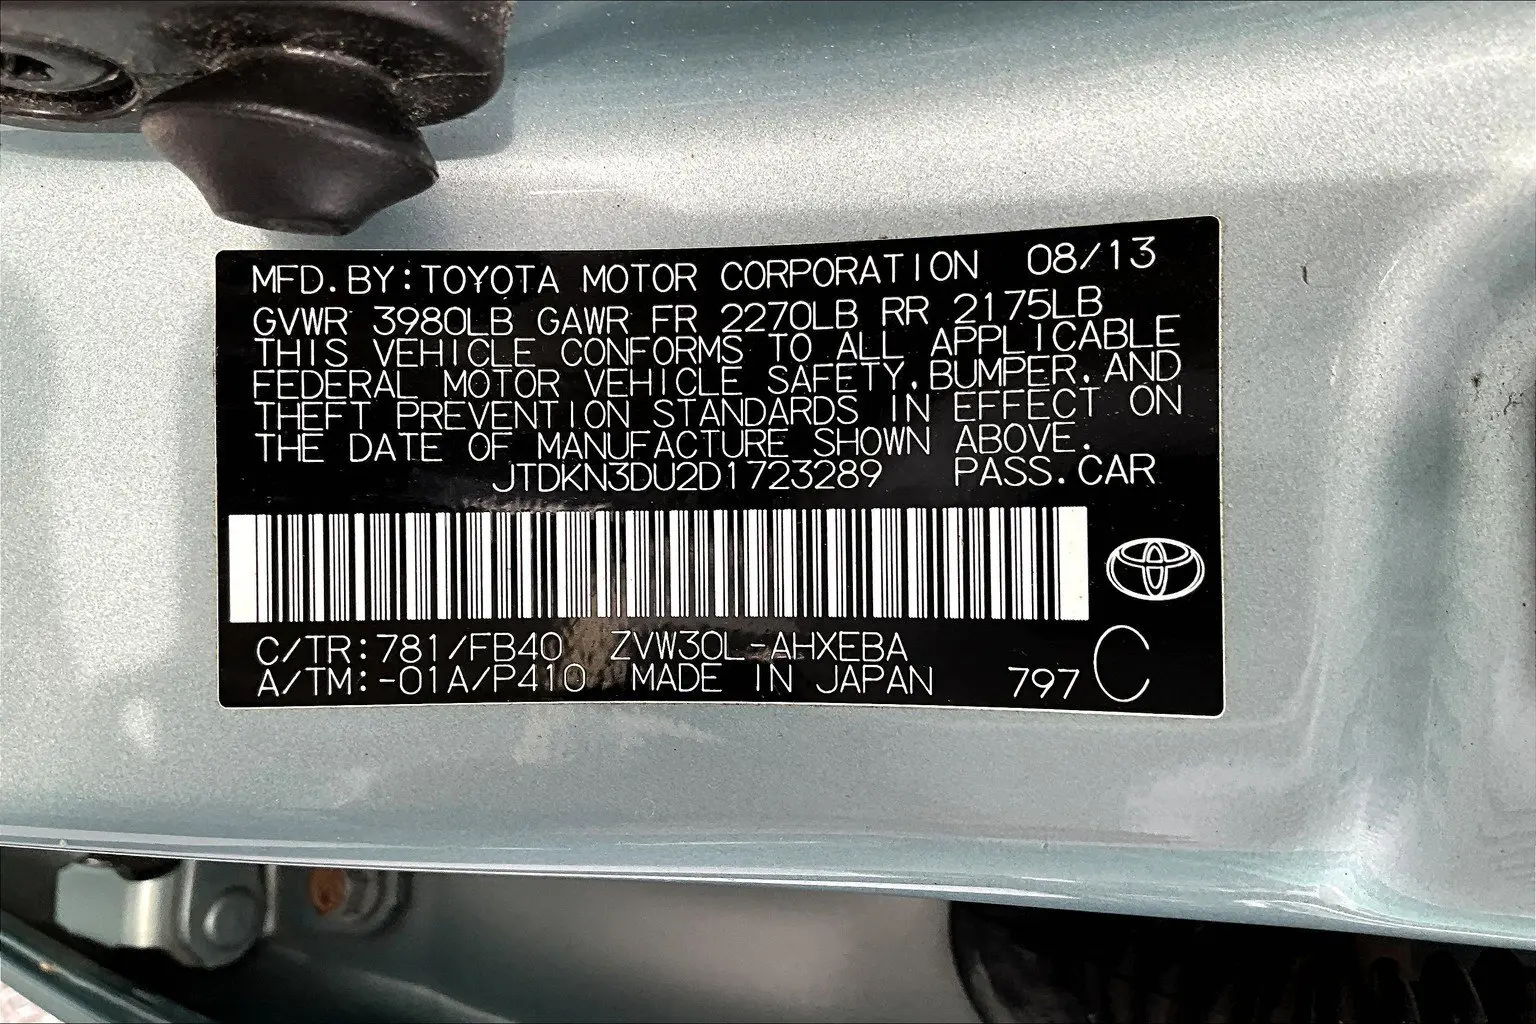 MFD.BY:TOYOTA MOTOR CORPORATION 08/13
GVWR 3980LB GAWR FR 2270LB RR 2175LB
THIS VEHICLE CONFORMS TO ALL APPLICABLE
FEDERAL MOTOR VEHICLE SAFETY,BUMPER,AND
THEFT PREVENTION STANDARDS IN EFFECT ON
THE DATE OF MANUFACTURE SHOWN ABOVE.
JTDKN3DU2D1723289 PASS.CAR
C/TR:781/FB40 ZVW30L-AHXEBA
A/TM:-01A/P410 MADE IN JAPAN 797 C